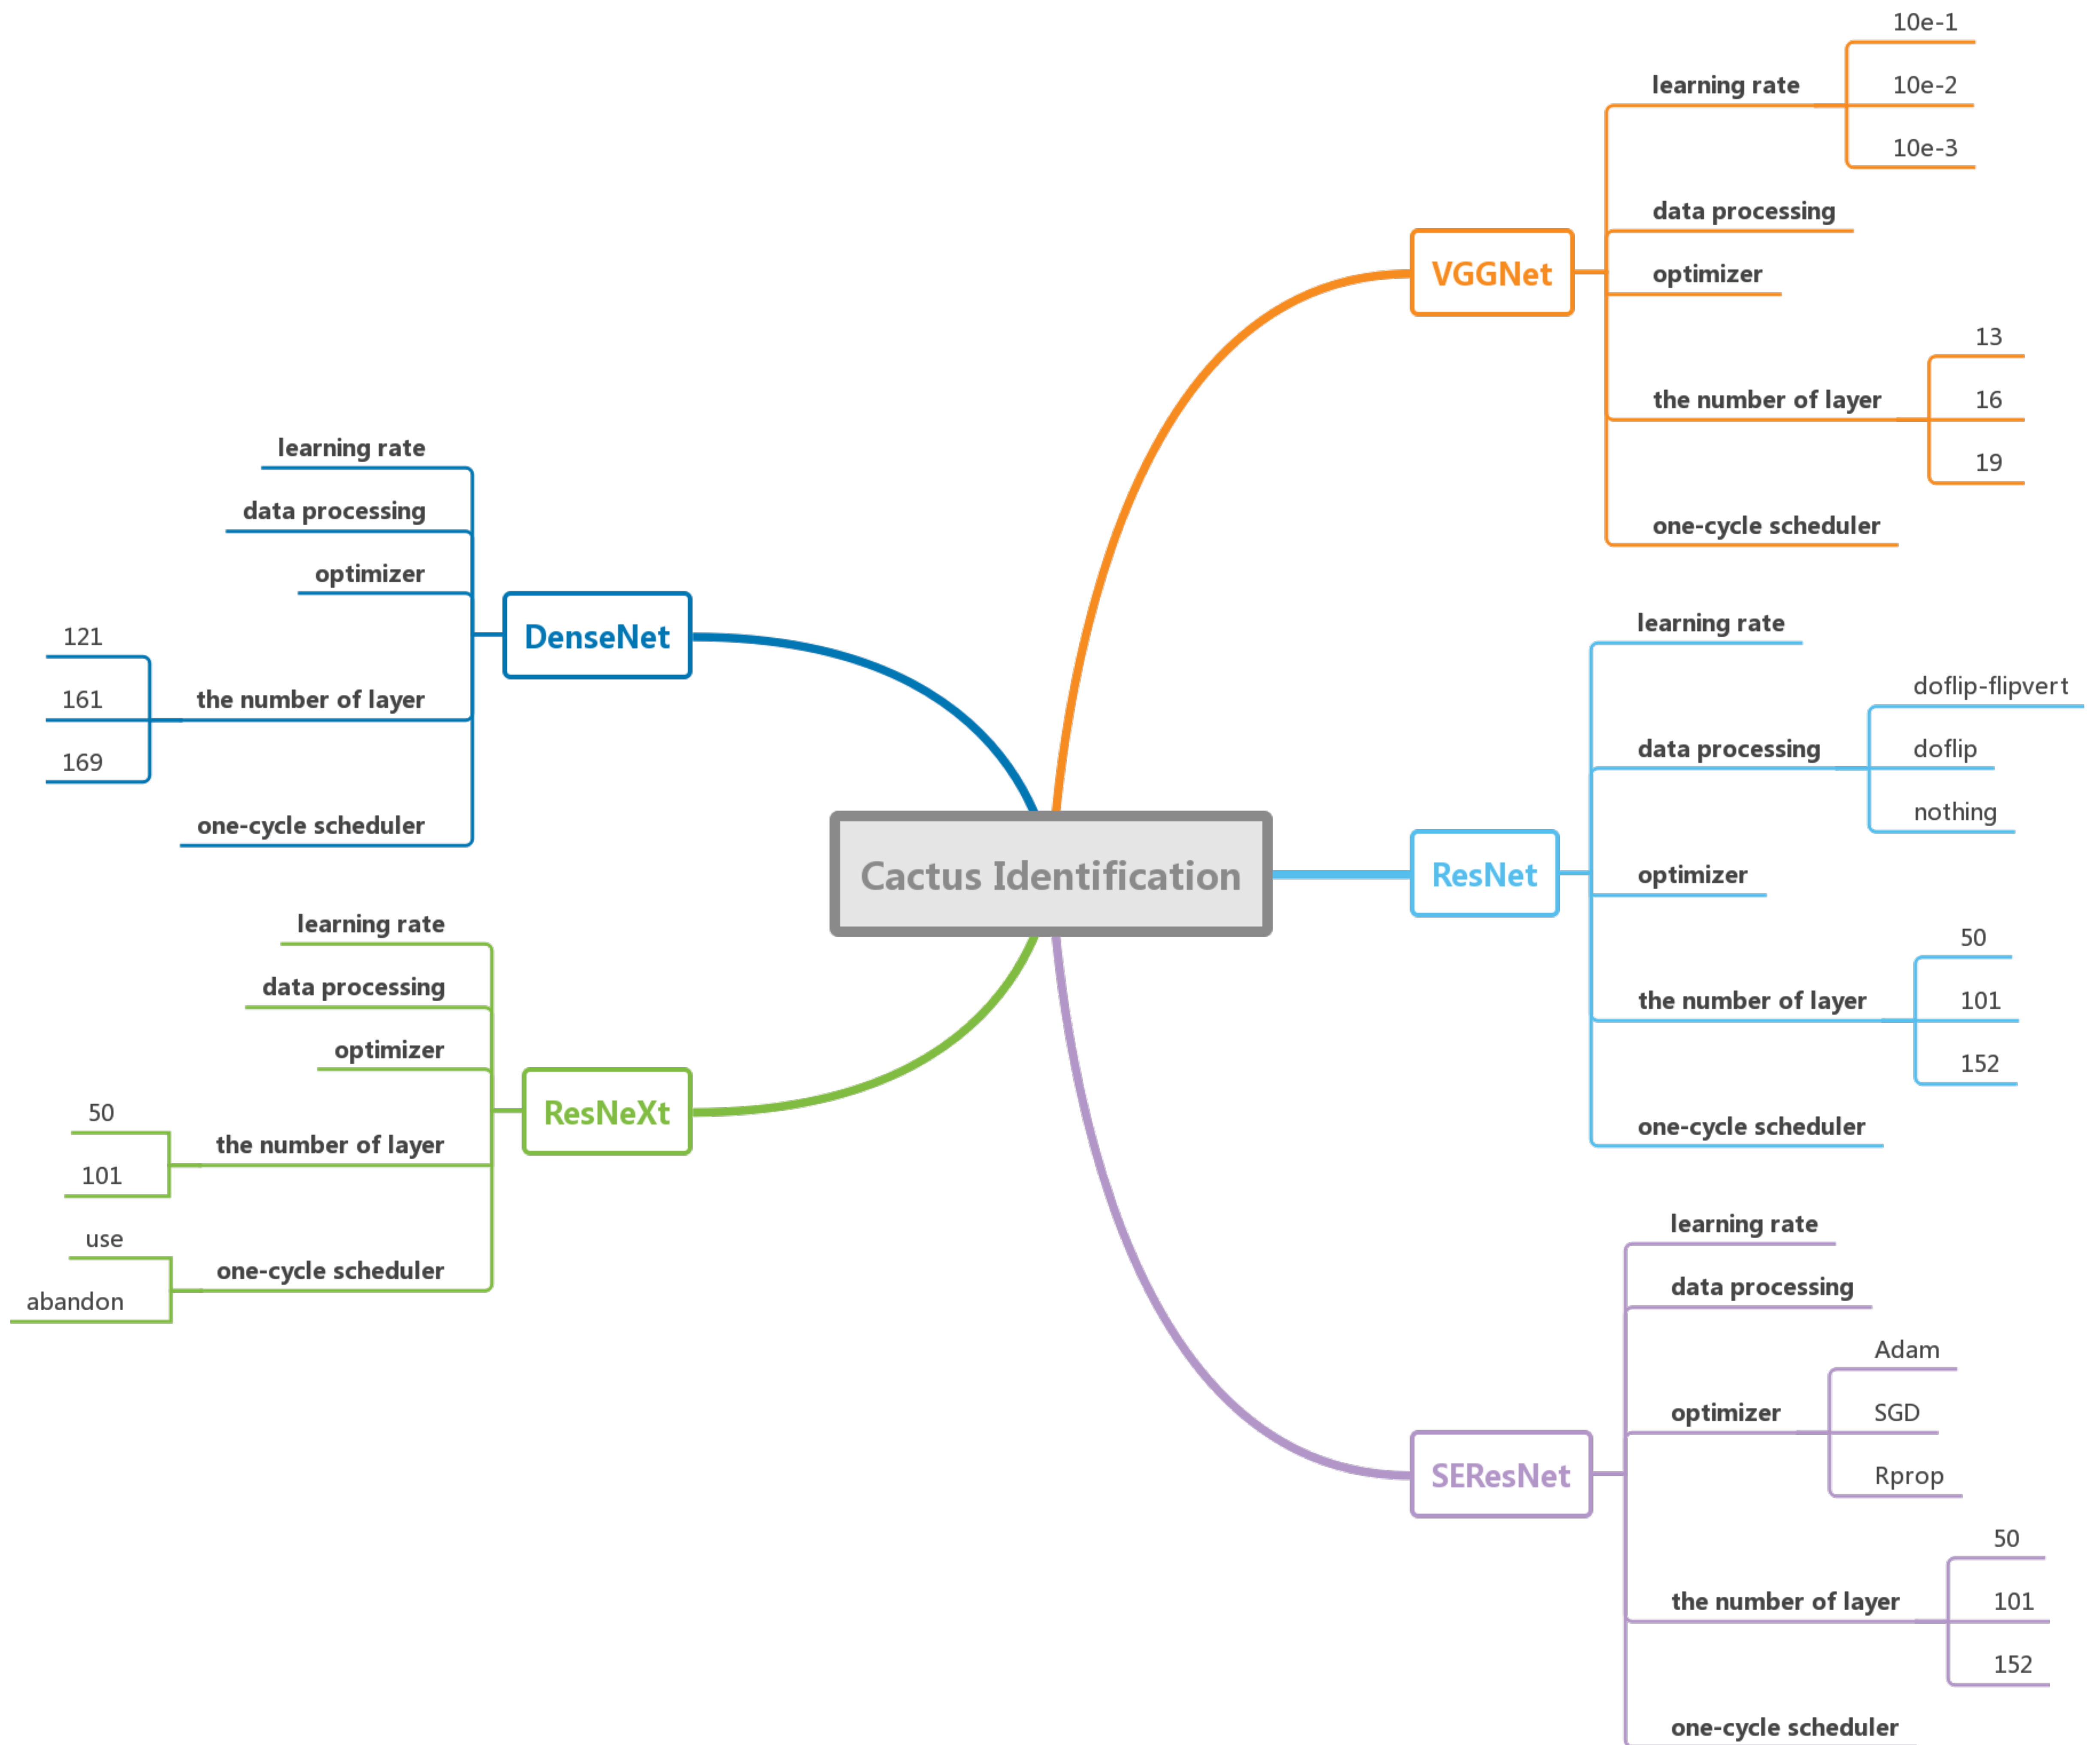 Cactus Identification
VGGNet
learning rate
10e-1
10e-2
10e-3
data processing
optimizer
the number of layer
13
16
19
one-cycle scheduler
ResNet
learning rate
data processing
doflip-flipvert
doflip
nothing
optimizer
the number of layer
50
101
152
one-cycle scheduler
SEResNet
learning rate
data processing
optimizer
Adam
SGD
Rprop
the number of layer
50
101
152
one-cycle scheduler
DenseNet
learning rate
data processing
optimizer
the number of layer
121
161
169
one-cycle scheduler
ResNeXt
learning rate
data processing
optimizer
the number of layer
50
101
one-cycle scheduler
use
abandon